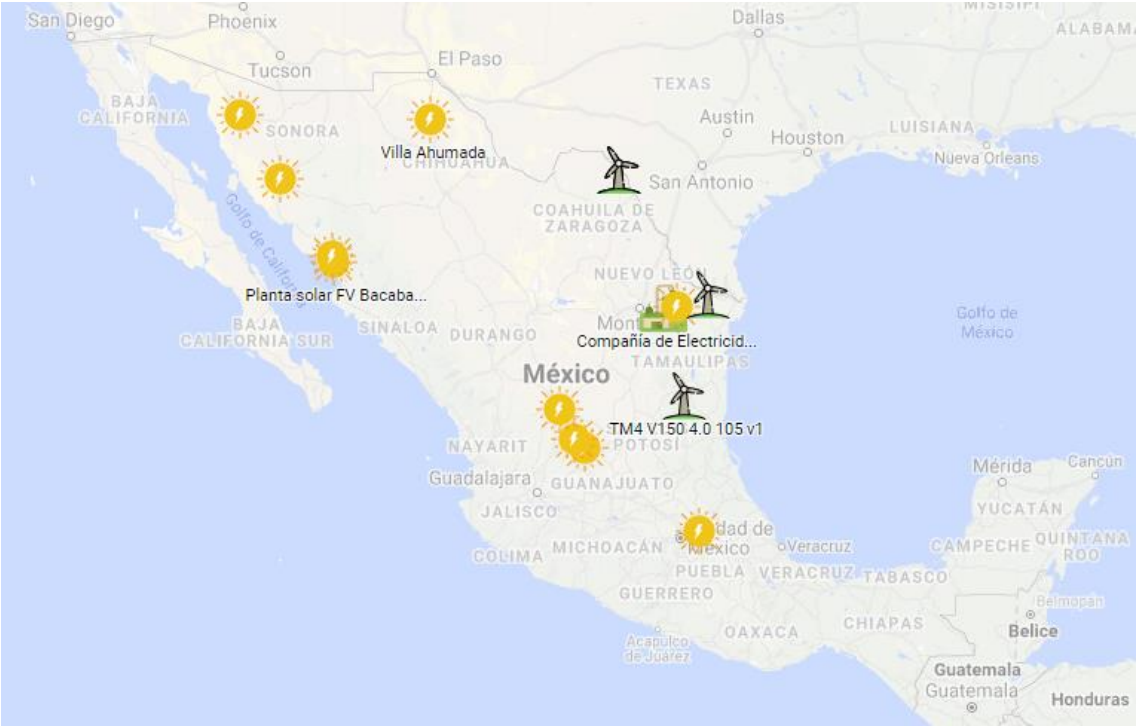 MISISIPI
San Diego
Phoenix
Dallas
ALABAMA
El Paso
Tucson
TEXAS
BAJA
CALIFORNIA
Austin
SONORA
Houston
LUISIANA
Villa Ahumada
CHIHUAHUA
Nueva Orleans
San Antonio
COAHUILA DE
ZARAGOZA
Golfo de California
NUEVO LEÓN
Planta solar FV Bacaba...
Golfo de
México
BAJA
CALIFORNIA SUR
SINALOA
DURANGO
Mont
Compañía de Electricid...
TAMAULIPAS
México
TM4 V150 4.0 105 v1
NAYARIT
POTOSÍ
Guadalajara
GUANAJUATO
Mérida
Cancún
JALISCO
YUCATÁN
dad de
México
COLIMA
MICHOACÁN
Veracruz
CAMPECHE
QUINTANA
ROO
PUEBLA
VERACRUZ
TABASCO
GUERRERO
Belmopán
OAXACA
CHIAPAS
Belice
Acapulco
de Juárez
Guatemala
Guatemala
Honduras